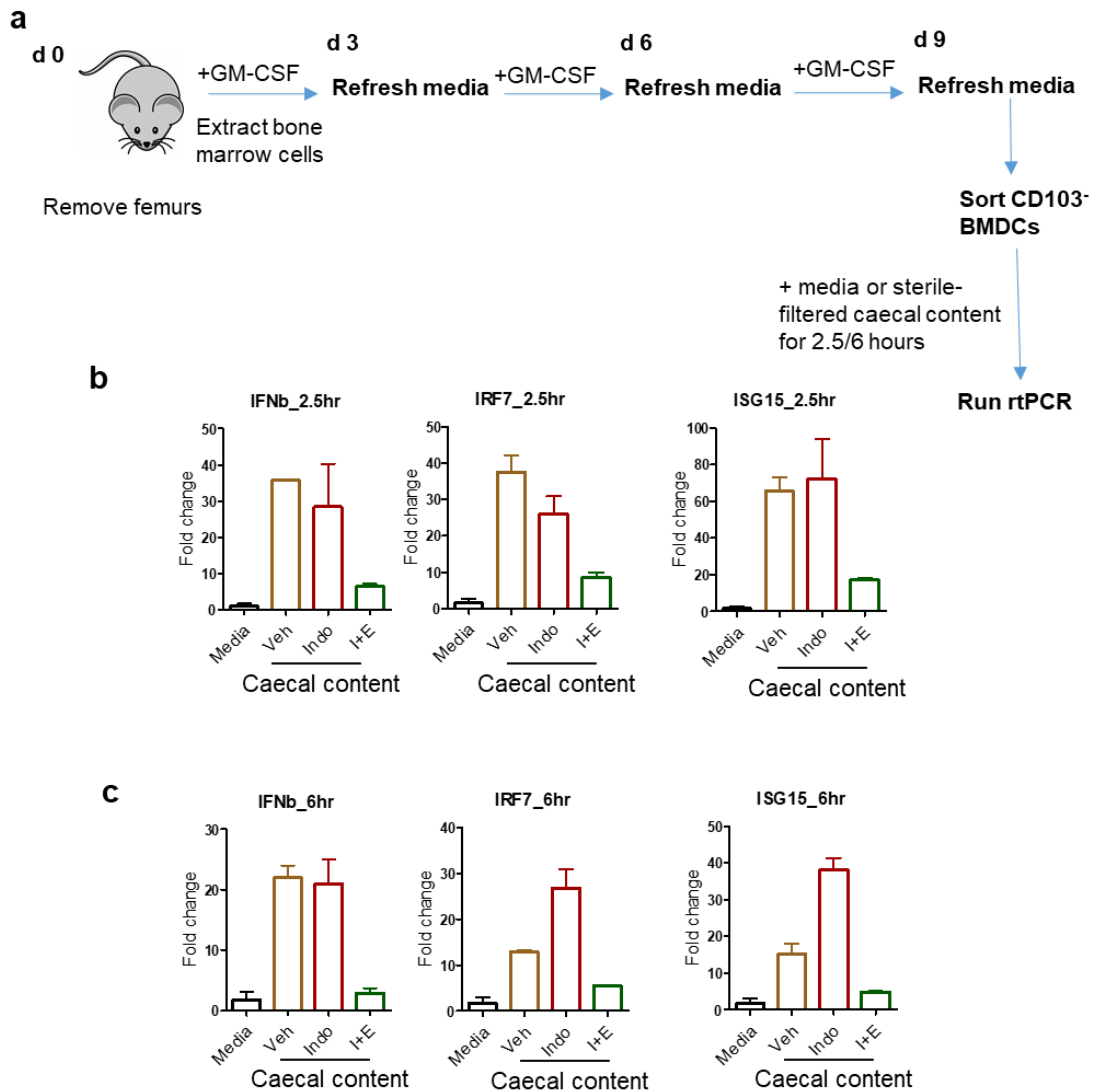 a
d 0
d 3
d 6
d 9
+GM-CSF
Refresh media
+GM-CSF
Refresh media
+GM-CSF
Refresh media
Extract bone
marrow cells
Remove femurs
Sort CD103-
BMDCs
+ media or sterile-
filtered caecal content
for 2.5/6 hours
Run rtPCR
b
IFNb_2.5hr
Fold change
50
40
30
20
10
0
Media
Veh
Indo
I+E
Caecal content
IRF7_2.5hr
Fold change
50
40
30
20
10
0
Media
Veh
Indo
I+E
Caecal content
ISG15_2.5hr
Fold change
100
80
60
40
20
0
Media
Veh
Indo
I+E
Caecal content
c
IFNb_6hr
Fold change
30
20
10
0
Media
Veh
Indo
I+E
Caecal content
IRF7_6hr
Fold change
40
30
20
10
0
Media
Veh
Indo
I+E
Caecal content
ISG15_6hr
Fold change
50
40
30
20
10
0
Media
Veh
Indo
I+E
Caecal content